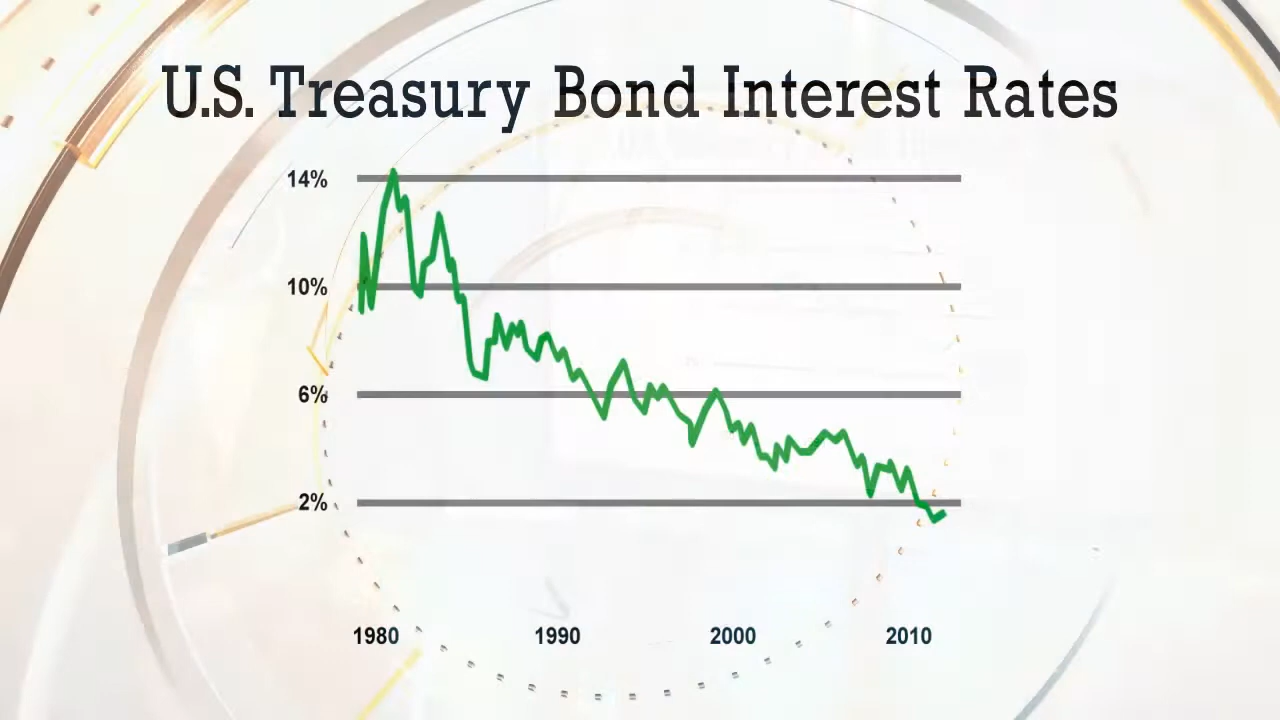 U.S. Treasury Bond Interest Rates
14%
10%
6%
2%
1980 1990 2000 2010